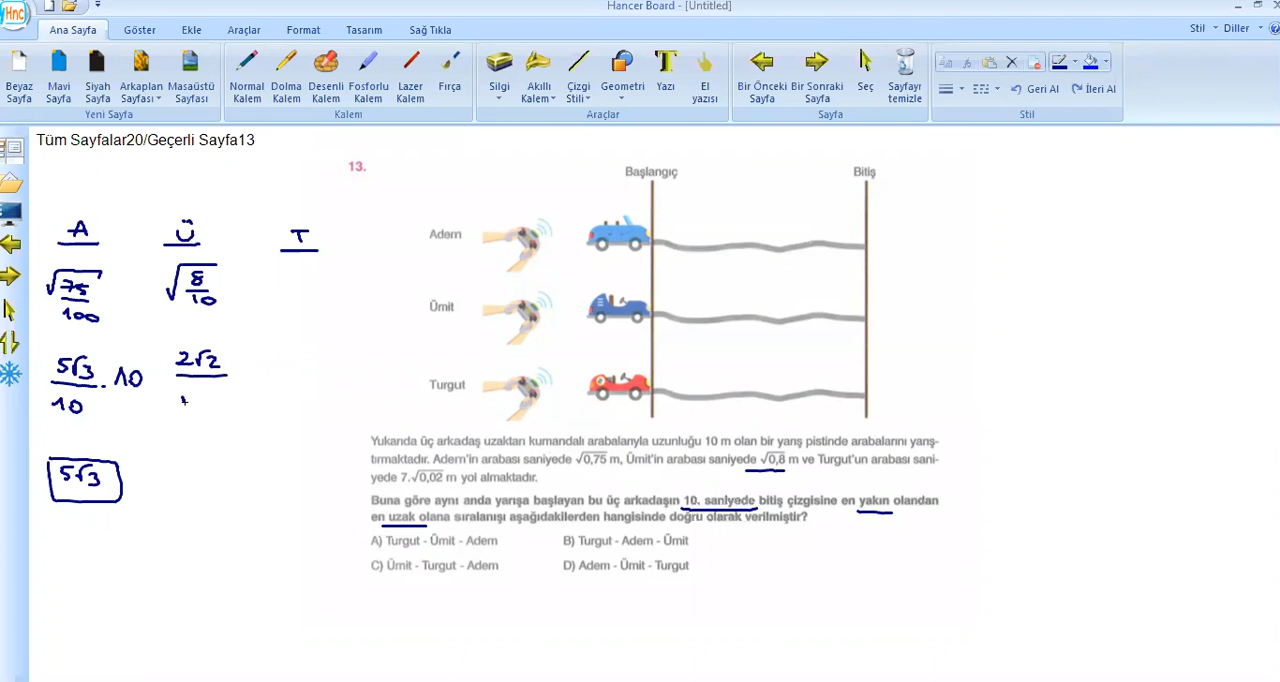 Hnc
Hancer Board - [Untitled]
Ana Sayfa Göster Ekle Araçlar Format Tasarım Sağ Tıkla
Stil Diller
Beyaz Sayfa
Mavi Sayfa
Siyah Sayfa
Arkaplan Sayfası
Masaüstü Sayfası
Normal Kalem
Dolma Kalem
Desenli Kalem
Fosforlu Kalem
Lazer Kalem
Fırça
Silgi
Akıllı Kalem
Çizgi Stili
Geometri
Yazı
El yazısı
Bir Önceki Sayfa
Bir Sonraki Sayfa
Seç
Sayfayı temizle
Geri Al İleri Al
Yeni Sayfa Kalem Araçlar Sayfa Stil
Tüm Sayfalar20/Geçerli Sayfa13
13.
Başlangıç Bitiş
A Ü T
√75/100 √8/10
5√3/10 . 10 2√2
5√3
Adem
Ümit
Turgut
Yukarıda üç arkadaş uzaktan kumandalı arabalarıyla uzunluğu 10 m olan bir yarış pistinde arabalarını yarış-
tırmaktadır. Adem'in arabası saniyede √0,75 m, Ümit'in arabası saniyede √0,8 m ve Turgut'un arabası sani-
yede 7.√0,02 m yol almaktadır.
Buna göre aynı anda yarışa başlayan bu üç arkadaşın 10. saniyede bitiş çizgisine en yakın olandan
en uzak olana sıralanışı aşağıdakilerden hangisinde doğru olarak verilmiştir?
A) Turgut - Ümit - Adem B) Turgut - Adem - Ümit
C) Ümit - Turgut - Adem D) Adem - Ümit - Turgut